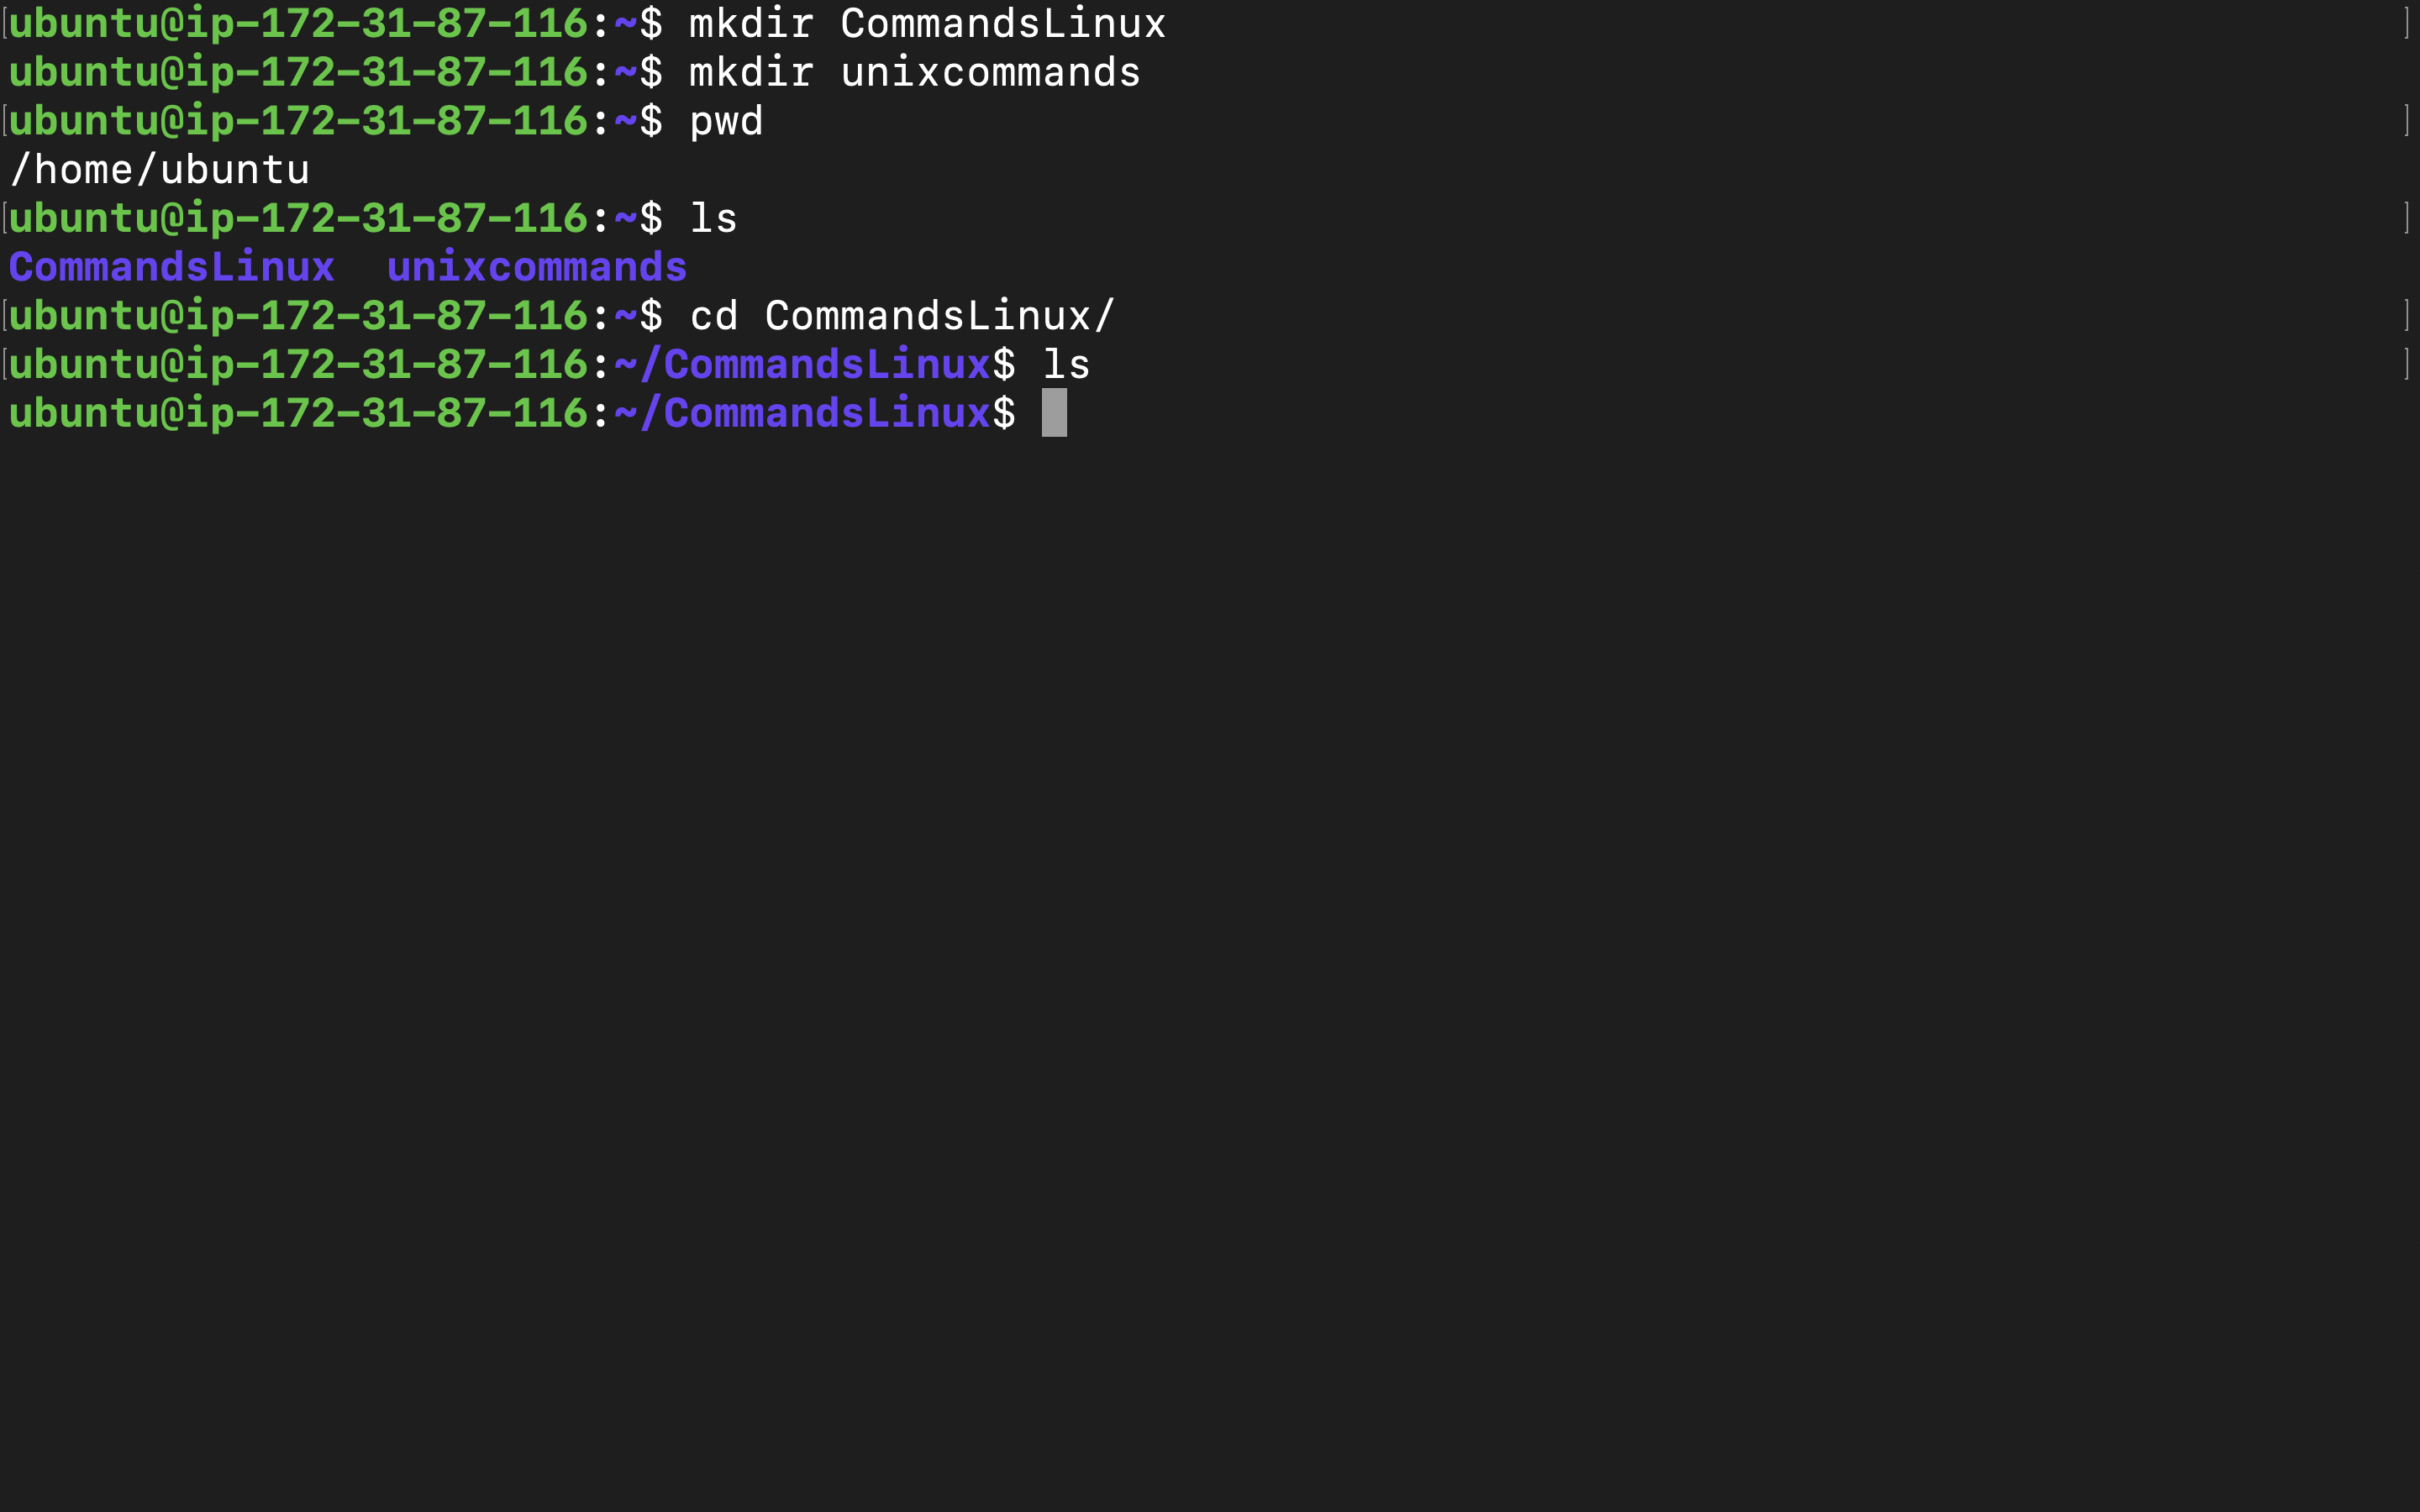 [ubuntu@ip-172-31-87-116:~$ mkdir CommandsLinux ]
ubuntu@ip-172-31-87-116:~$ mkdir unixcommands
[ubuntu@ip-172-31-87-116:~$ pwd ]
/home/ubuntu
[ubuntu@ip-172-31-87-116:~$ ls ]
CommandsLinux  unixcommands
[ubuntu@ip-172-31-87-116:~$ cd CommandsLinux/ ]
[ubuntu@ip-172-31-87-116:~/CommandsLinux$ ls ]
ubuntu@ip-172-31-87-116:~/CommandsLinux$